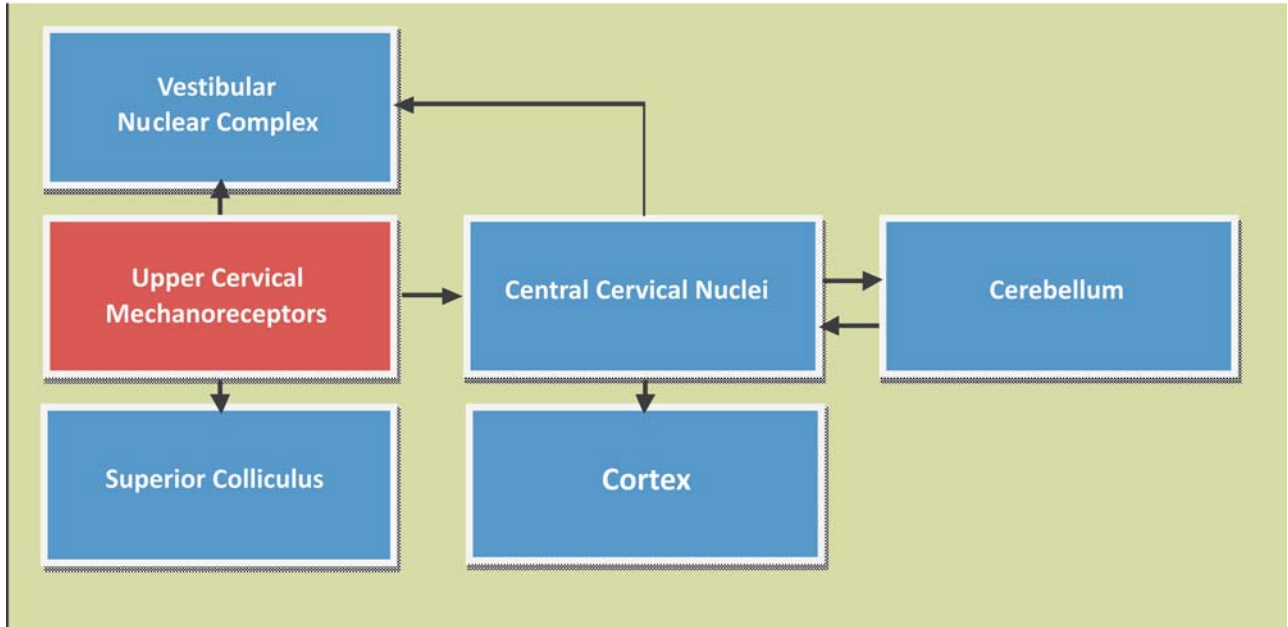 Vestibular
Nuclear Complex
Upper Cervical
Mechanoreceptors
Central Cervical Nuclei
Cerebellum
Superior Colliculus
Cortex